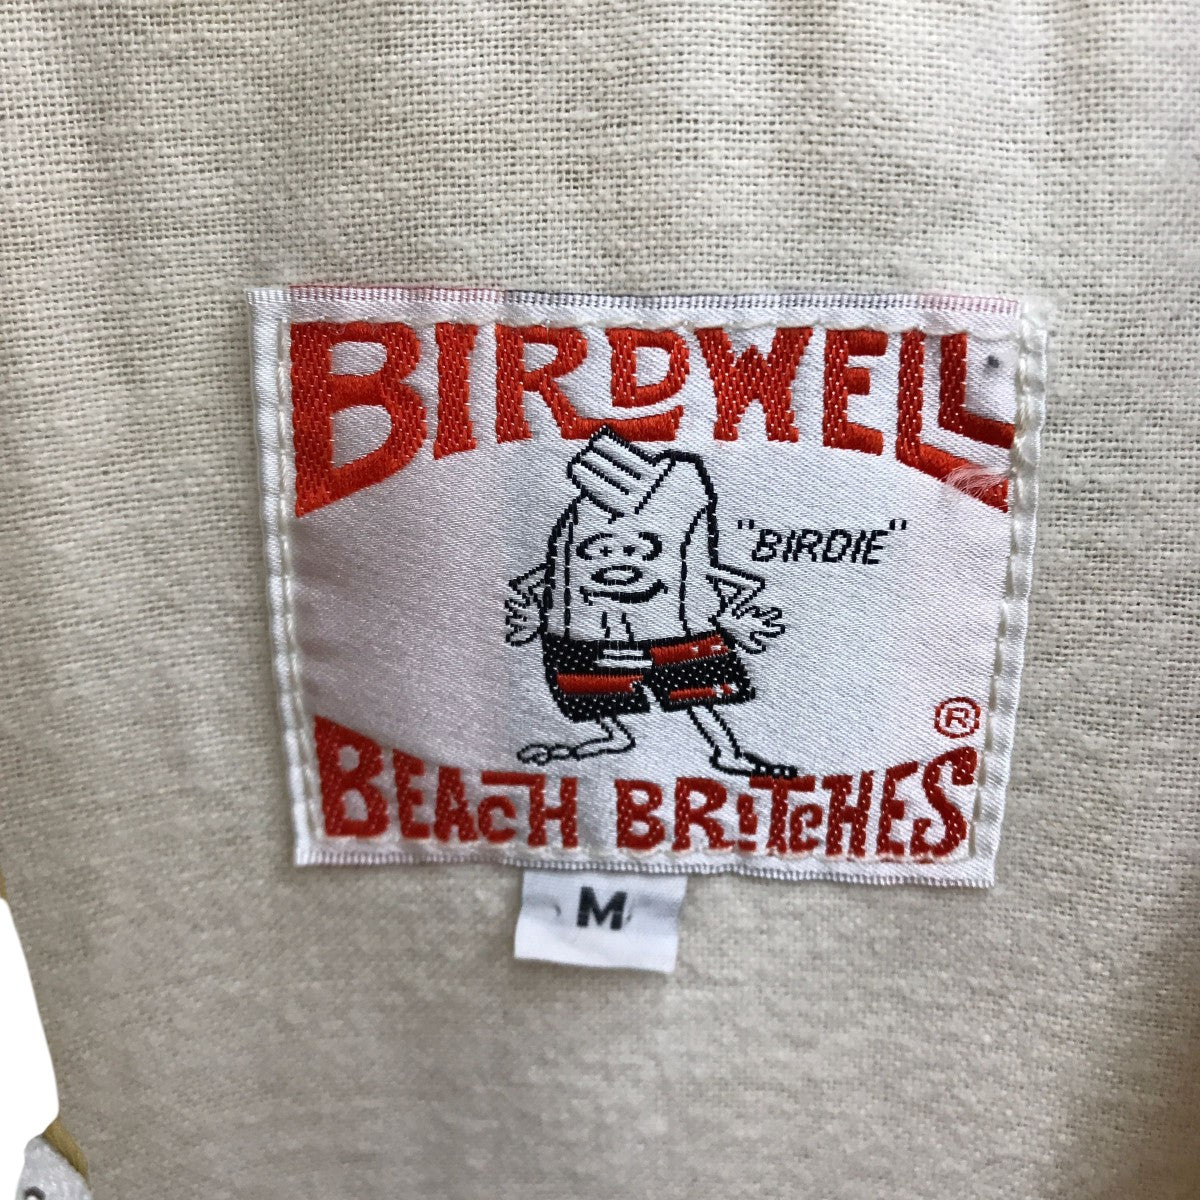 BIRDWELL
"BIRDIE"
®
BEACH BRITCHES
M